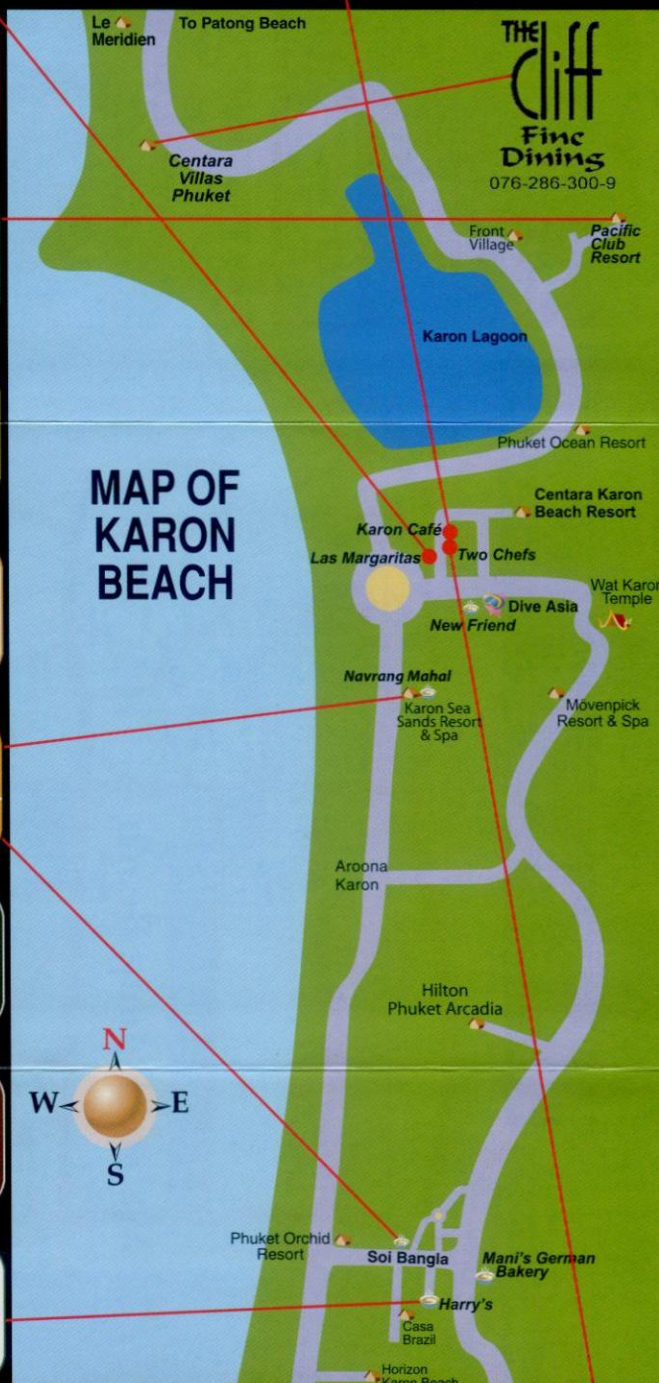 Le
Meridien
To Patong Beach
THE
Cliff
Fine
Dining
076-286-300-9
Centara
Villas
Phuket
Front
Village
Pacific
Club
Resort
Karon Lagoon
Phuket Ocean Resort
MAP OF
KARON
BEACH
Centara Karon
Beach Resort
Karon Café
Las Margaritas
Two Chefs
Wat Karon
Temple
Dive Asia
New Friend
Navrang Mahal
Karon Sea
Sands Resort
& Spa
Mövenpick
Resort & Spa
Aroona
Karon
Hilton
Phuket Arcadia
N
W
E
S
Phuket Orchid
Resort
Soi Bangla
Mani's German
Bakery
Harry's
Casa
Brazil
Horizon
Karon Beach